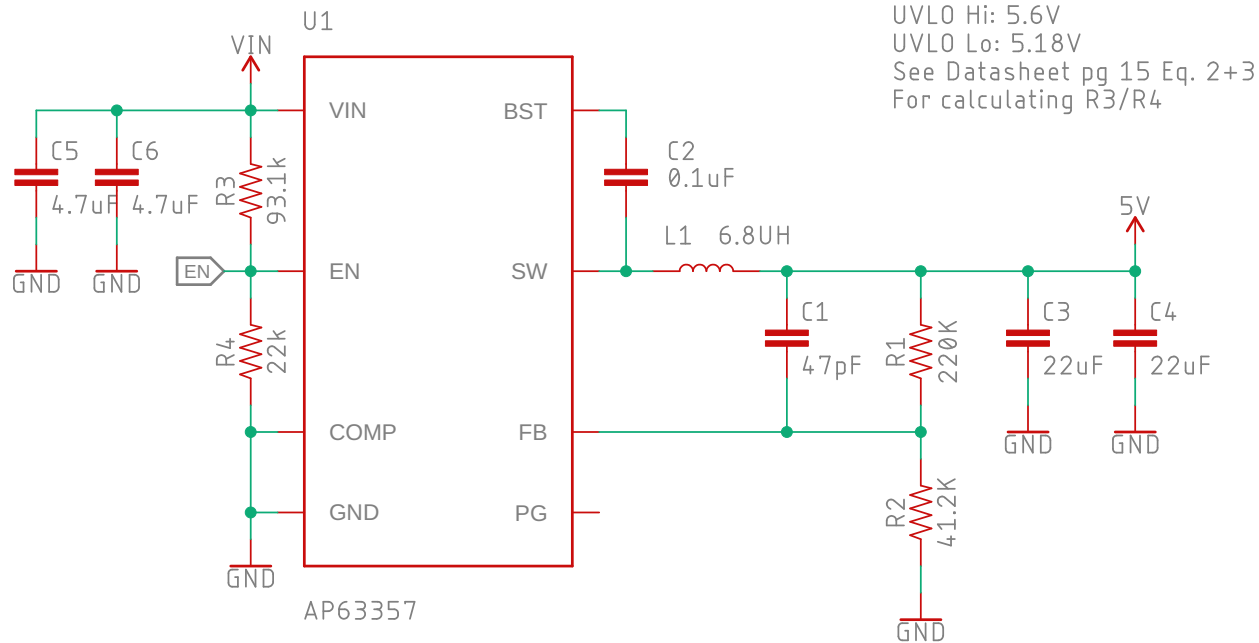 U1
UVLO Hi: 5.6V
UVLO Lo: 5.18V
See Datasheet pg 15 Eq. 2+3
For calculating R3/R4
VIN
VIN
BST
C5
4.7uF
C6
4.7uF
R3
93.1k
C2
0.1uF
5V
L1
6.8UH
GND
GND
EN
EN
SW
R4
22k
C1
47pF
R1
220K
C3
22uF
C4
22uF
COMP
FB
GND
GND
GND
PG
R2
41.2K
GND
AP63357
GND